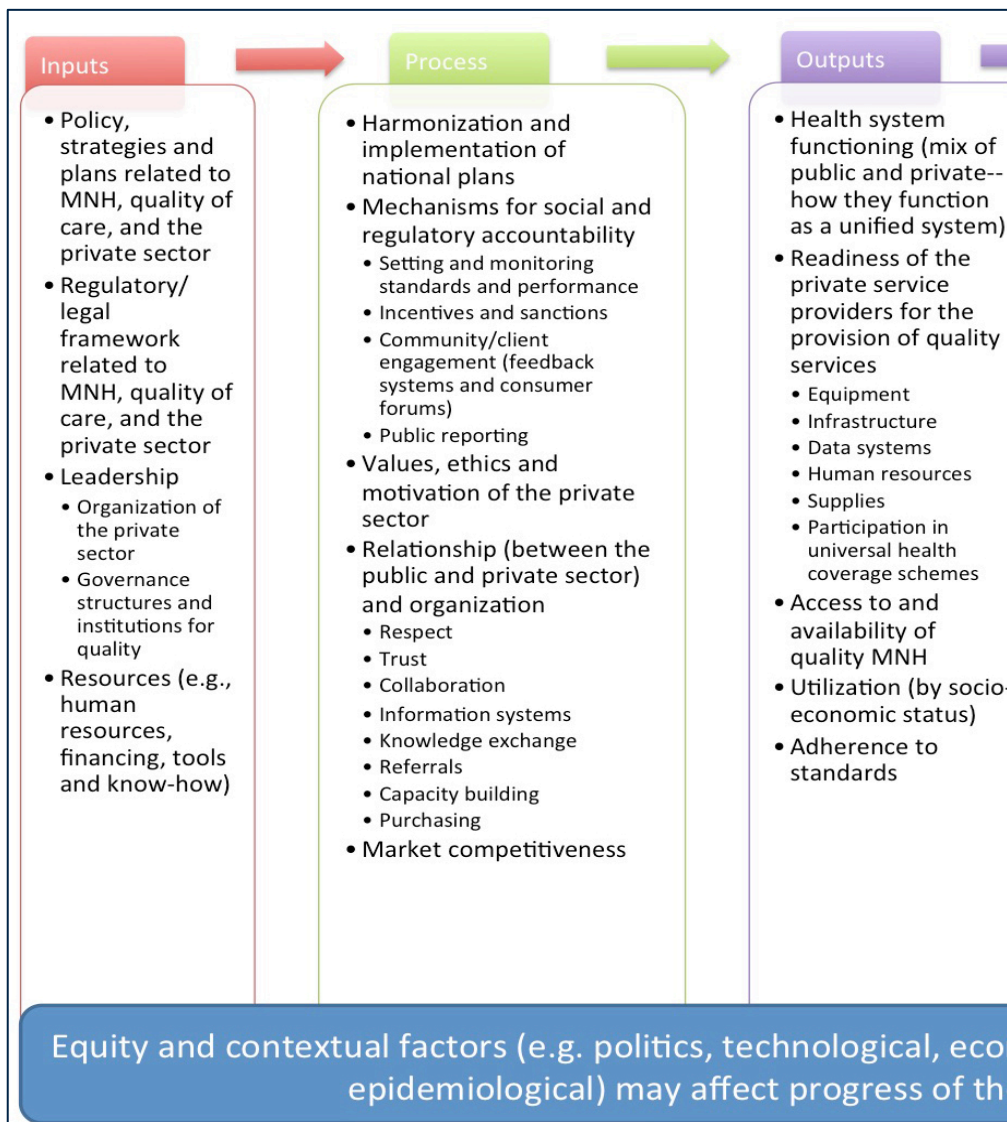 Inputs
• Policy,
strategies and
plans related to
MNH, quality of
care, and the
private sector
• Regulatory/
legal
framework
related to
MNH, quality of
care, and the
private sector
• Leadership
• Organization of
the private
sector
• Governance
structures and
institutions for
quality
• Resources (e.g.,
human
resources,
financing, tools
and know-how)
Process
• Harmonization and
implementation of
national plans
• Mechanisms for social and
regulatory accountability
• Setting and monitoring
standards and performance
• Incentives and sanctions
• Community/client
engagement (feedback
systems and consumer
forums)
• Public reporting
• Values, ethics and
motivation of the private
sector
• Relationship (between the
public and private sector)
and organization
• Respect
• Trust
• Collaboration
• Information systems
• Knowledge exchange
• Referrals
• Capacity building
• Purchasing
• Market competitiveness
Outputs
• Health system
functioning (mix of
public and private--
how they function
as a unified system)
• Readiness of the
private service
providers for the
provision of quality
services
• Equipment
• Infrastructure
• Data systems
• Human resources
• Supplies
• Participation in
universal health
coverage schemes
• Access to and
availability of
quality MNH
• Utilization (by socio-
economic status)
• Adherence to
standards
Equity and contextual factors (e.g. politics, technological, eco
epidemiological) may affect progress of th